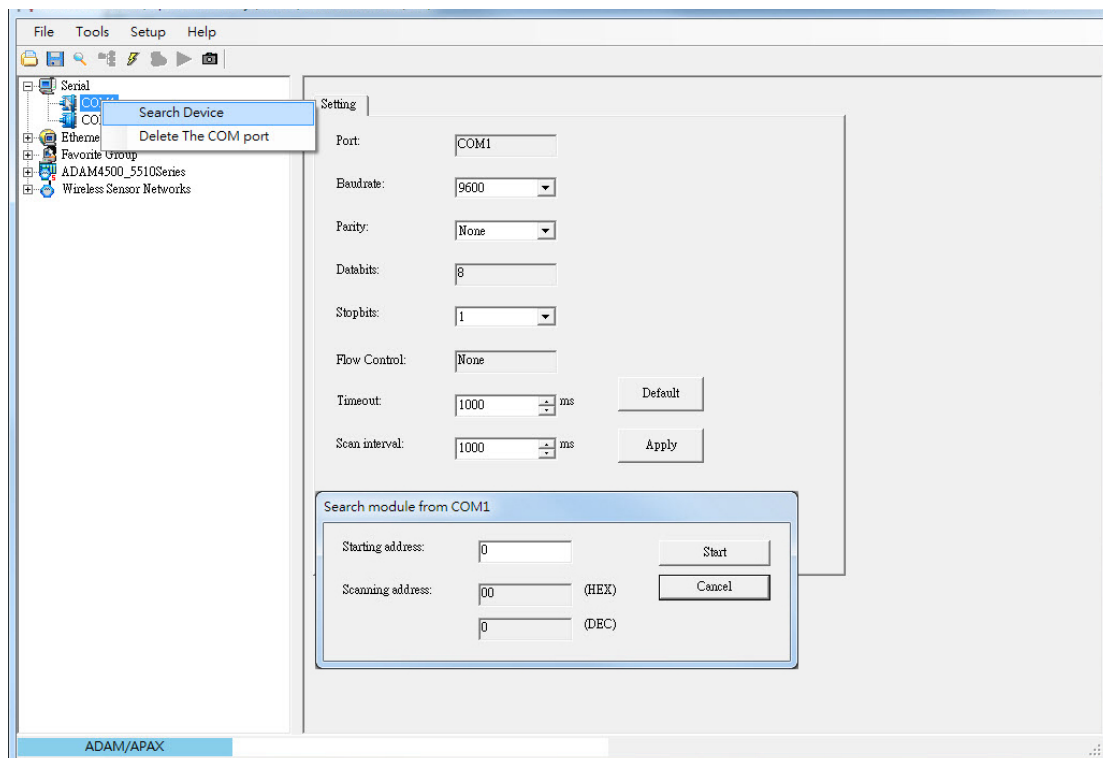 File Tools Setup Help
Serial
COM1
Search Device
CO
Delete The COM port
Etherne
Favorite Group
ADAM4500_5510Series
Wireless Sensor Networks
Setting
Port: COM1
Baudrate: 9600
Parity: None
Databits: 8
Stopbits: 1
Flow Control: None
Timeout: 1000 ms Default
Scan interval: 1000 ms Apply
Search module from COM1
Starting address: 0 Start
Scanning address: 00 (HEX) Cancel
0 (DEC)
ADAM/APAX